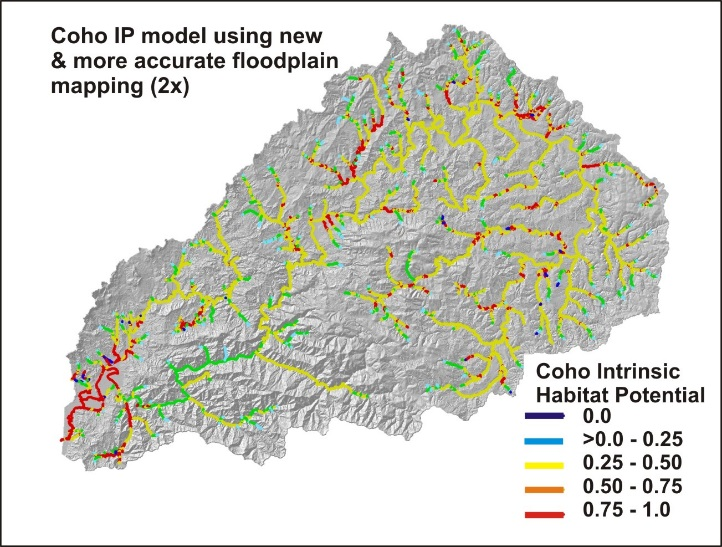 Coho IP model using new
& more accurate floodplain
mapping (2x)
Coho Intrinsic
Habitat Potential
0.0
>0.0 - 0.25
0.25 - 0.50
0.50 - 0.75
0.75 - 1.0